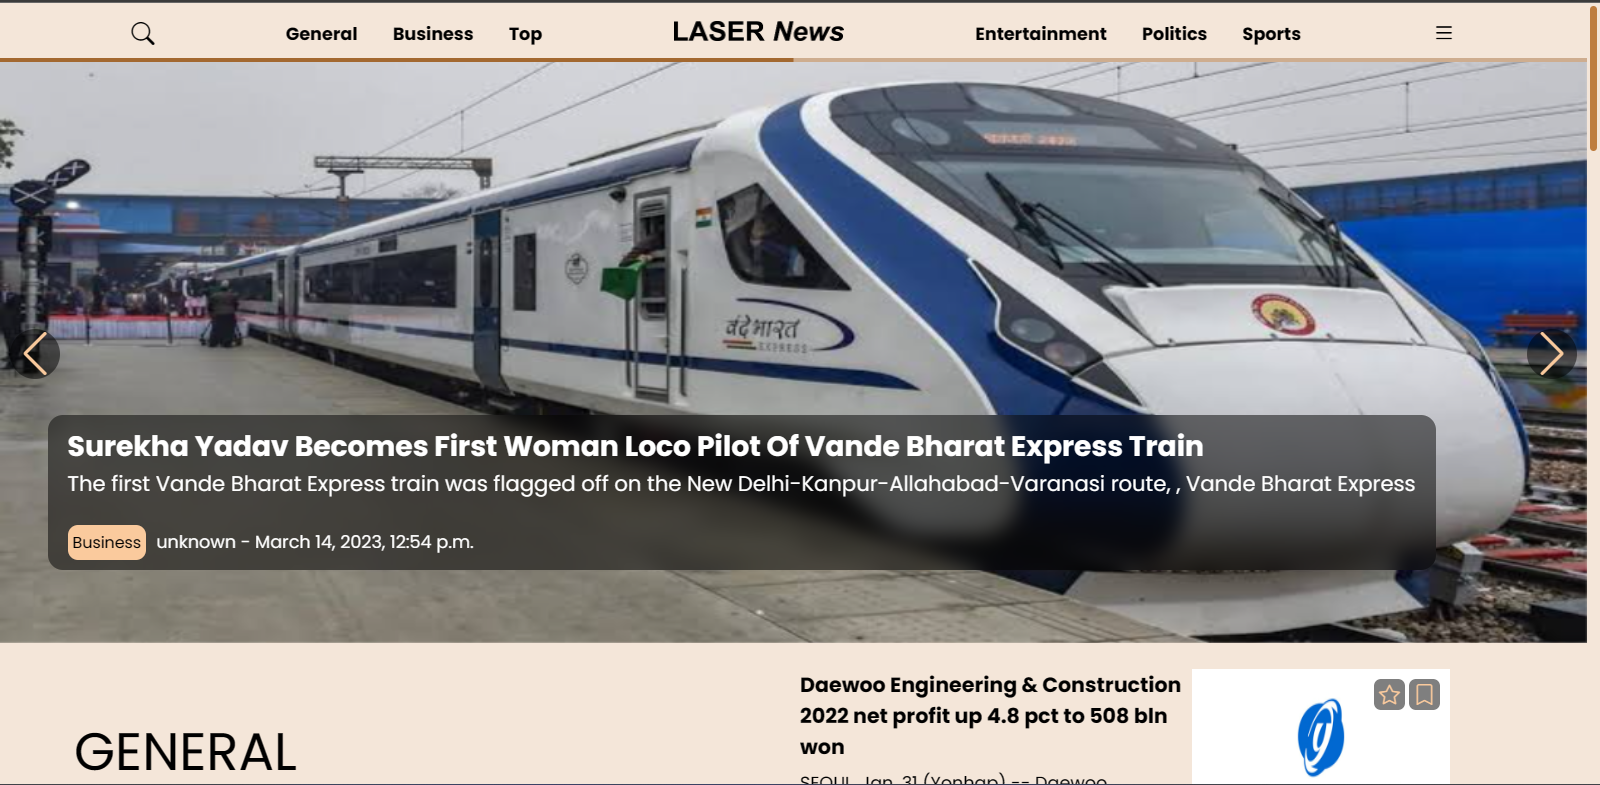 General Business Top LASER News Entertainment Politics Sports
वंदे भारत
EXPRESS
Surekha Yadav Becomes First Woman Loco Pilot Of Vande Bharat Express Train
The first Vande Bharat Express train was flagged off on the New Delhi-Kanpur-Allahabad-Varanasi route, , Vande Bharat Express
Business unknown - March 14, 2023, 12:54 p.m.
GENERAL
Daewoo Engineering & Construction
2022 net profit up 4.8 pct to 508 bln
won
SEOUL, Jan. 31 (Yonhap) -- Daewoo